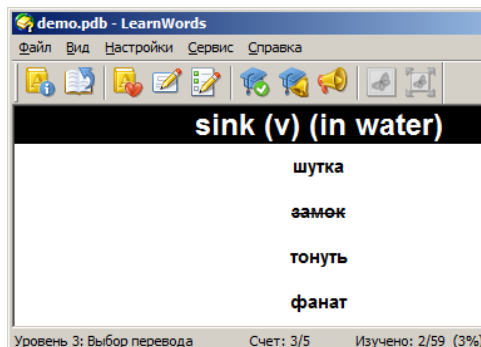 demo.pdb - LearnWords
Файл Вид Настройки Сервис Справка
sink (v) (in water)
шутка
замок
тонуть
фанат
Уровень 3: Выбор перевода Счет: 3/5 Изучено: 2/59 (3%)